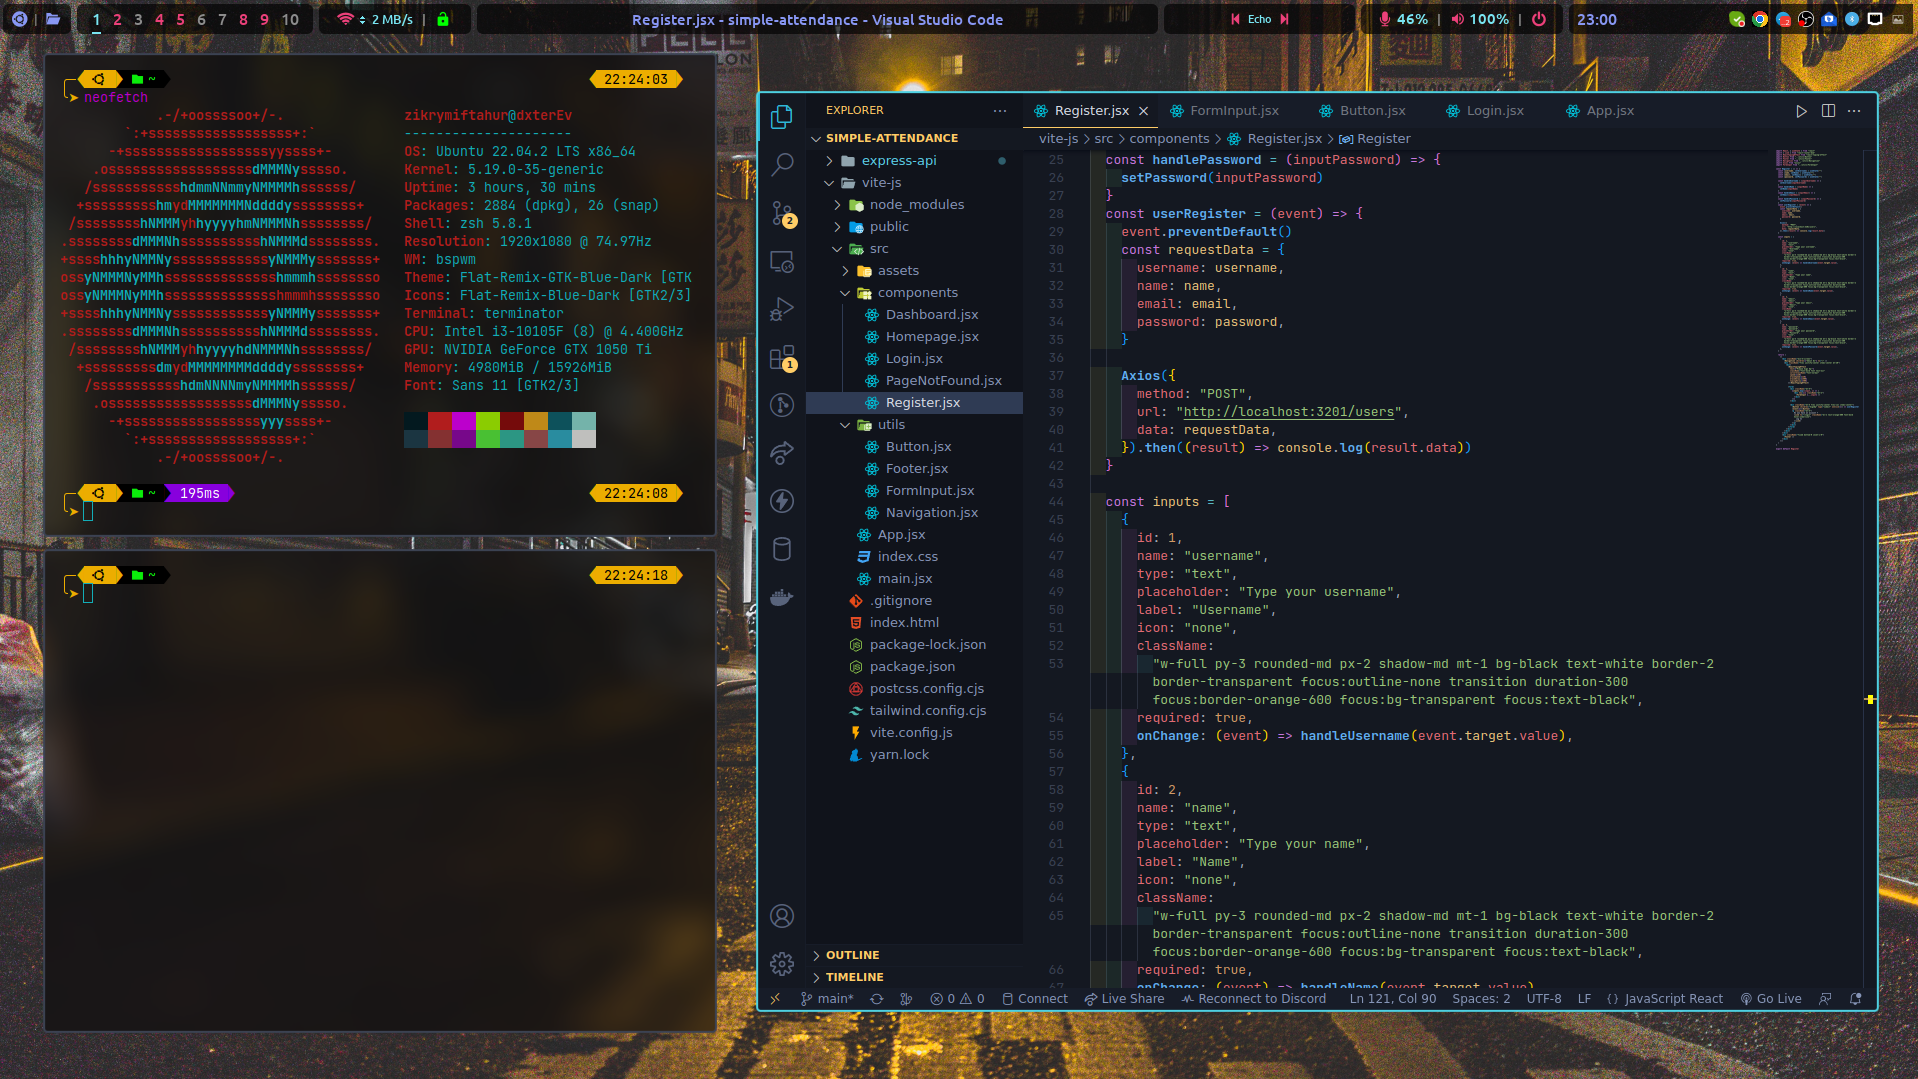 1 2 3 4 5 6 7 8 9 10
2 MB/s
Register.jsx - simple-attendance - Visual Studio Code
Echo
46% | 100% |
23:00
~
22:24:03
neofetch
.-/+oossssoo+/-.
`:+ssssssssssssssssss+:`
-+ssssssssssssssssssyyssss+-
.ossssssssssssssssssdMMMNysssso.
/ssssssssssshdmmNNmmyNMMMMhssssss/
+ssssssssshmydMMMMMMMNddddyssssssss+
/sssssssshNMMMyhhyyyyhmNMMMNhssssssss/
.ssssssssdMMMNhsssssssssshNMMMdssssssss.
+sssshhhyNMMNyssssssssssssyNMMMysssssss+
ossyNMMMNyMMhsssssssssssssshmmmhssssssso
ossyNMMMNyMMhsssssssssssssshmmmhssssssso
+sssshhhyNMMNyssssssssssssyNMMMysssssss+
.ssssssssdMMMNhsssssssssshNMMMdssssssss.
/sssssssshNMMMyhhyyyyhdNMMMNhssssssss/
+sssssssssdmydMMMMMMMMddddyssssssss+
/ssssssssssshdmNNNNmyNMMMMhssssss/
.ossssssssssssssssssdMMMNysssso.
-+sssssssssssssssssyyyssss+-
`:+ssssssssssssssssss+:`
.-/+oossssoo+/-.
zikrymiftahur@dxterEv
---------------------
OS: Ubuntu 22.04.2 LTS x86_64
Kernel: 5.19.0-35-generic
Uptime: 3 hours, 30 mins
Packages: 2884 (dpkg), 26 (snap)
Shell: zsh 5.8.1
Resolution: 1920x1080 @ 74.97Hz
WM: bspwm
Theme: Flat-Remix-GTK-Blue-Dark [GTK
Icons: Flat-Remix-Blue-Dark [GTK2/3]
Terminal: terminator
CPU: Intel i3-10105F (8) @ 4.400GHz
GPU: NVIDIA GeForce GTX 1050 Ti
Memory: 4980MiB / 15926MiB
Font: Sans 11 [GTK2/3]
~ 195ms
22:24:08
~
22:24:18
2
1
EXPLORER
SIMPLE-ATTENDANCE
express-api
vite-js
node_modules
public
src
assets
components
Dashboard.jsx
Homepage.jsx
Login.jsx
PageNotFound.jsx
Register.jsx
utils
Button.jsx
Footer.jsx
FormInput.jsx
Navigation.jsx
App.jsx
index.css
main.jsx
.gitignore
index.html
package-lock.json
package.json
postcss.config.cjs
tailwind.config.cjs
vite.config.js
yarn.lock
OUTLINE
TIMELINE
Register.jsx
FormInput.jsx
Button.jsx
Login.jsx
App.jsx
vite-js > src > components > Register.jsx > Register
25 const handlePassword = (inputPassword) => {
26 setPassword(inputPassword)
27 }
28 const userRegister = (event) => {
29 event.preventDefault()
30 const requestData = {
31 username: username,
32 name: name,
33 email: email,
34 password: password,
35 }
36
37 Axios({
38 method: "POST",
39 url: "http://localhost:3201/users",
40 data: requestData,
41 }).then((result) => console.log(result.data))
42 }
43
44 const inputs = [
45 {
46 id: 1,
47 name: "username",
48 type: "text",
49 placeholder: "Type your username",
50 label: "Username",
51 icon: "none",
52 className:
53 "w-full py-3 rounded-md px-2 shadow-md mt-1 bg-black text-white border-2
border-transparent focus:outline-none transition duration-300
focus:border-orange-600 focus:bg-transparent focus:text-black",
54 required: true,
55 onChange: (event) => handleUsername(event.target.value),
56 },
57 {
58 id: 2,
59 name: "name",
60 type: "text",
61 placeholder: "Type your name",
62 label: "Name",
63 icon: "none",
64 className:
65 "w-full py-3 rounded-md px-2 shadow-md mt-1 bg-black text-white border-2
border-transparent focus:outline-none transition duration-300
focus:border-orange-600 focus:bg-transparent focus:text-black",
66 required: true,
67 onChange: (event) => handleName(event.target.value),
main* 0 0 Connect Live Share Reconnect to Discord Ln 121, Col 90 Spaces: 2 UTF-8 LF {} JavaScript React Go Live